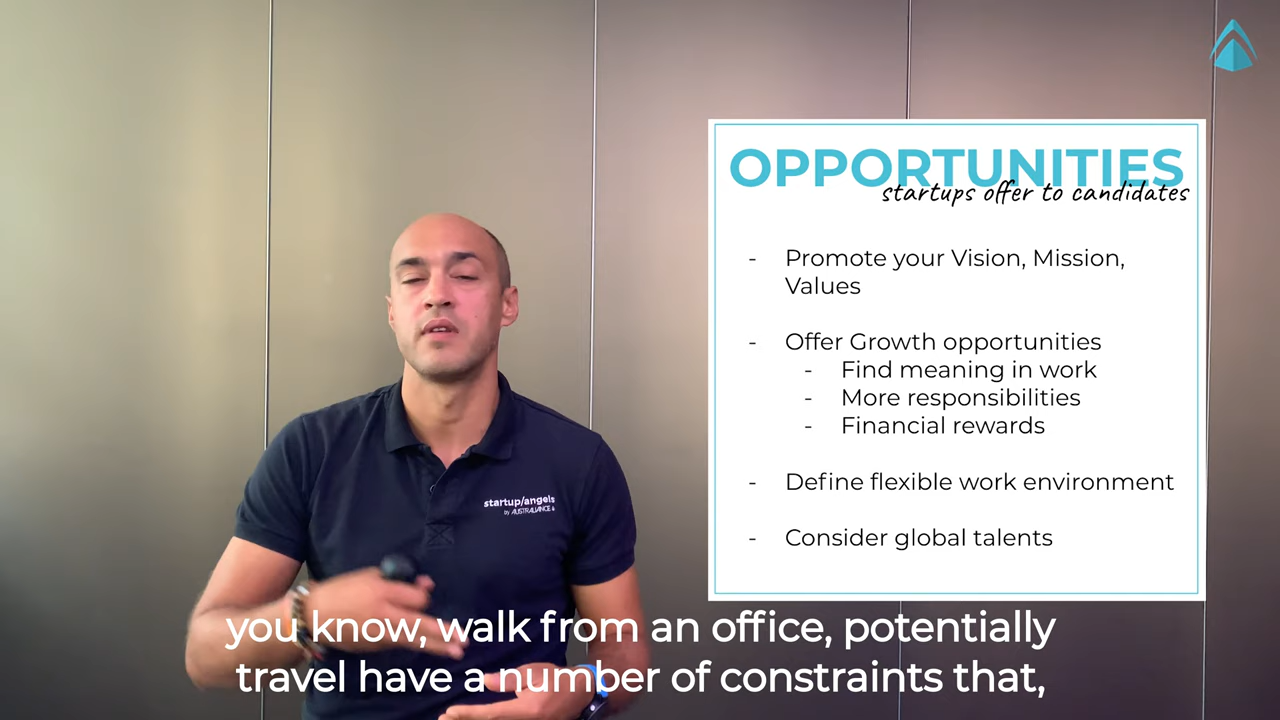 OPPORTUNITIES
startups offer to candidates
- Promote your Vision, Mission,
Values
- Offer Growth opportunities
- Find meaning in work
- More responsibilities
- Financial rewards
- Define flexible work environment
- Consider global talents
startup/angels
by AUSTRALIANCE
you know, walk from an office, potentially
travel have a number of constraints that,